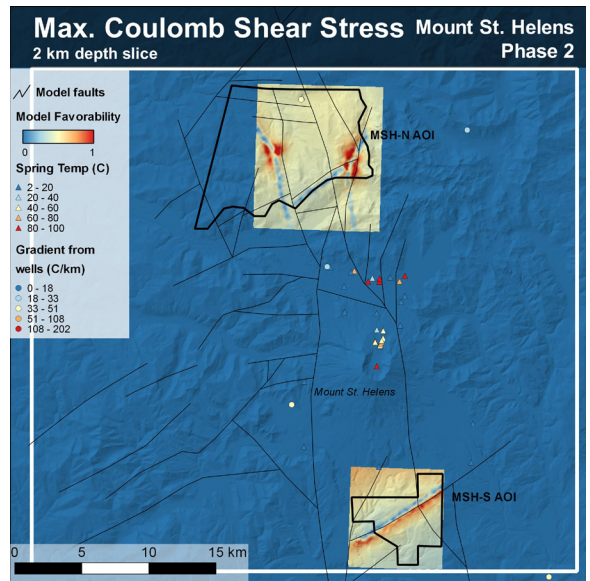 Max. Coulomb Shear Stress
Mount St. Helens
2 km depth slice
Phase 2
Model faults
Model Favorability
0 1
Spring Temp (C)
2 - 20
20 - 40
40 - 60
60 - 80
80 - 100
Gradient from
wells (C/km)
0 - 18
18 - 33
33 - 51
51 - 108
108 - 202
MSH-N AOI
Mount St. Helens
MSH-S AOI
0 5 10 15 km